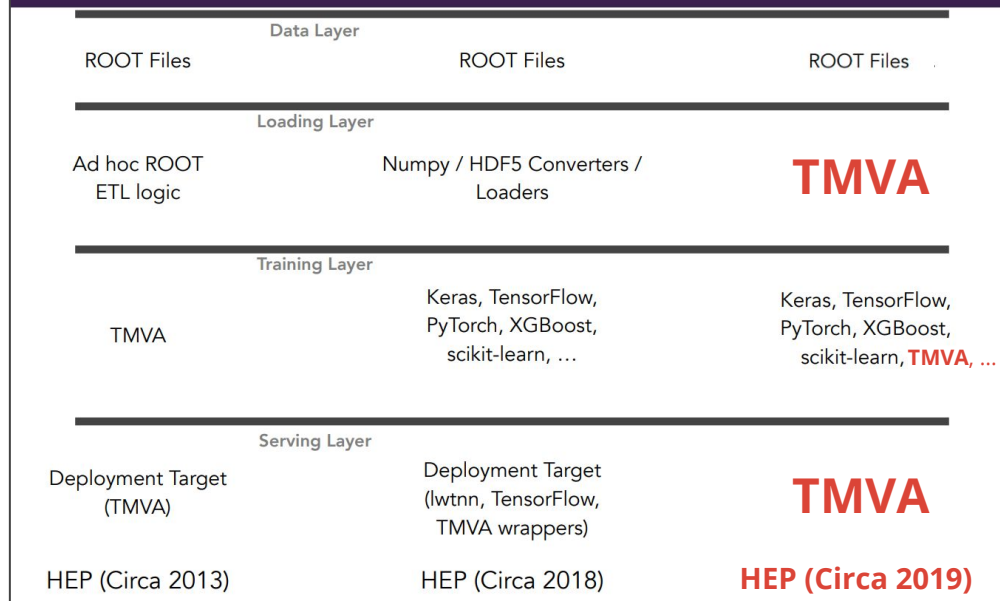 Data Layer
ROOT Files
ROOT Files
ROOT Files
Loading Layer
Ad hoc ROOT
ETL logic
Numpy / HDF5 Converters /
Loaders
TMVA
Training Layer
TMVA
Keras, TensorFlow,
PyTorch, XGBoost,
scikit-learn, …
Keras, TensorFlow,
PyTorch, XGBoost,
scikit-learn, TMVA, ...
Serving Layer
Deployment Target
(TMVA)
Deployment Target
(lwtnn, TensorFlow,
TMVA wrappers)
TMVA
HEP (Circa 2013)
HEP (Circa 2018)
HEP (Circa 2019)